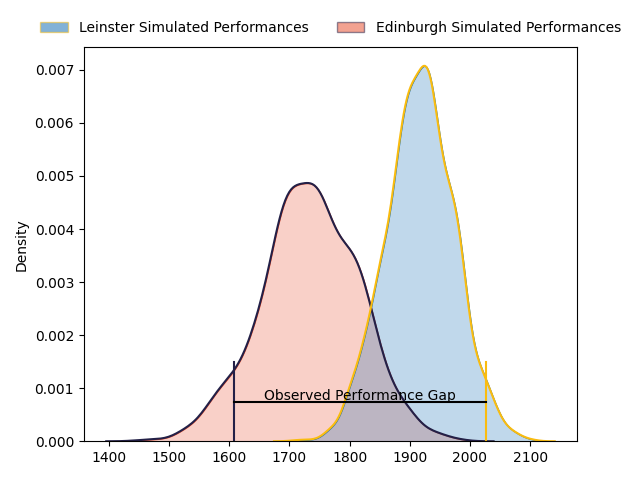 Leinster Simulated Performances Edinburgh Simulated Performances
0.007
0.006
0.005
0.004
0.003
0.002
0.001
0.000
Density
Observed Performance Gap
1400 1500 1600 1700 1800 1900 2000 2100